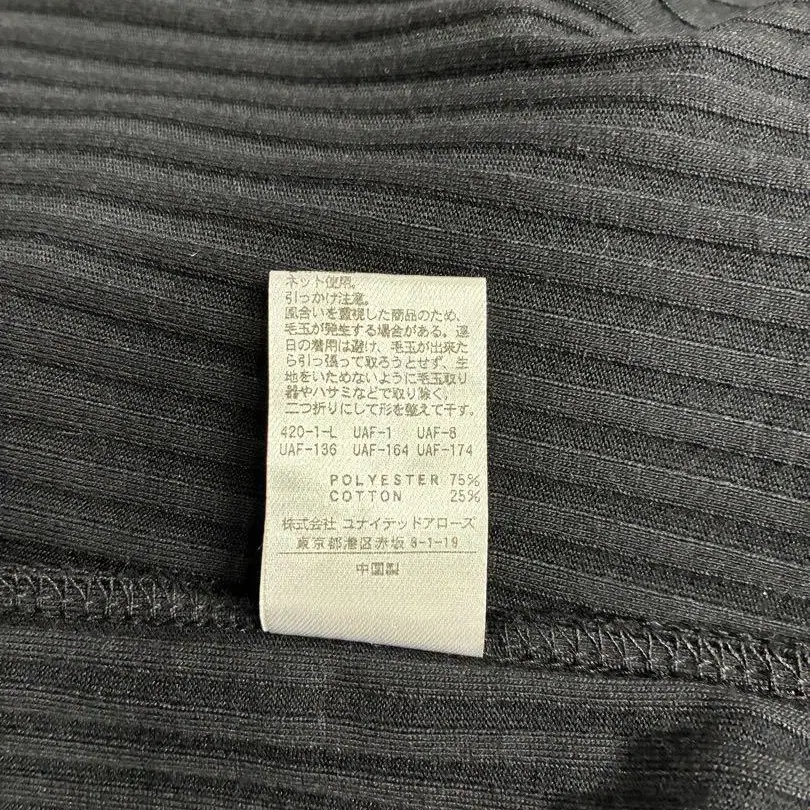 ネット使用。
引っかけ注意。
風合いを重視した商品のため、
毛玉が発生する場合がある。連
日の着用は避け、毛玉が出来た
ら引っ張って取ろうとせず、生
地をいためないように毛玉取り
器やハサミなどで取り除く。
二つ折りにして形を整えて干す。
420-1-L UAF-1 UAF-8
UAF-136 UAF-164 UAF-174
POLYESTER 75%
COTTON 25%
株式会社 ユナイテッドアローズ
東京都港区赤坂 8-1-19
中国製